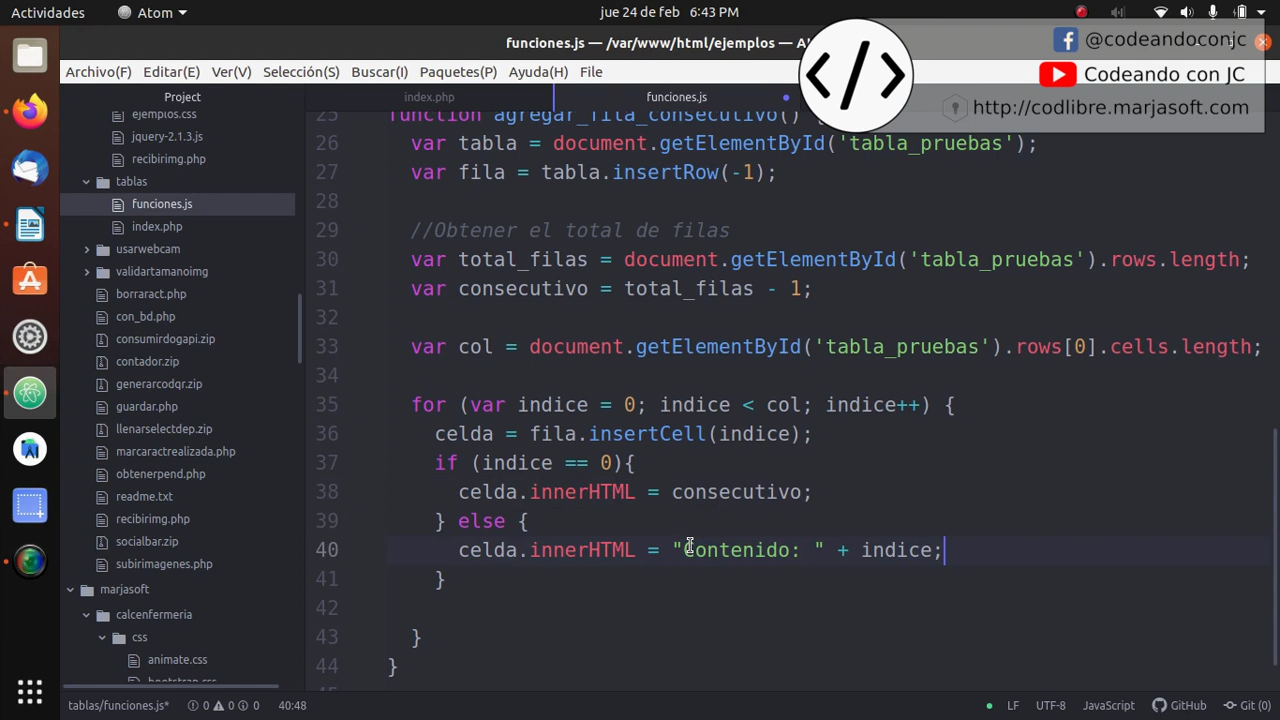 Actividades
Atom
jue 24 de feb 6:43 PM
funciones.js — /var/www/html/ejemplos —
@codeandoconjc
Codeando con JC
http://codlibre.marjasoft.com
Archivo(F) Editar(E) Ver(V) Selección(S) Buscar(I) Paquetes(P) Ayuda(H) File
Project
index.php
funciones.js
ejemplos.css
jquery-2.1.3.js
recibirimg.php
tablas
funciones.js
index.php
usarwebcam
validartamanoimg
borraract.php
con_bd.php
consumirdogapi.zip
contador.zip
generarcodqr.zip
guardar.php
llenarselectdep.zip
marcaractrealizada.php
obtenerpend.php
readme.txt
recibirimg.php
socialbar.zip
subirimagenes.php
marjasoft
calcenfermeria
css
animate.css
bootstrap.css
25 function agregar_fila_consecutivo() {
26 var tabla = document.getElementById('tabla_pruebas');
27 var fila = tabla.insertRow(-1);
28
29 //Obtener el total de filas
30 var total_filas = document.getElementById('tabla_pruebas').rows.length;
31 var consecutivo = total_filas - 1;
32
33 var col = document.getElementById('tabla_pruebas').rows[0].cells.length;
34
35 for (var indice = 0; indice < col; indice++) {
36 celda = fila.insertCell(indice);
37 if (indice == 0){
38 celda.innerHTML = consecutivo;
39 } else {
40 celda.innerHTML = "Contenido: " + indice;
41 }
42
43 }
44 }
tables/funciones.js* 0 0 0 40:48
LF UTF-8 JavaScript GitHub Git (0)